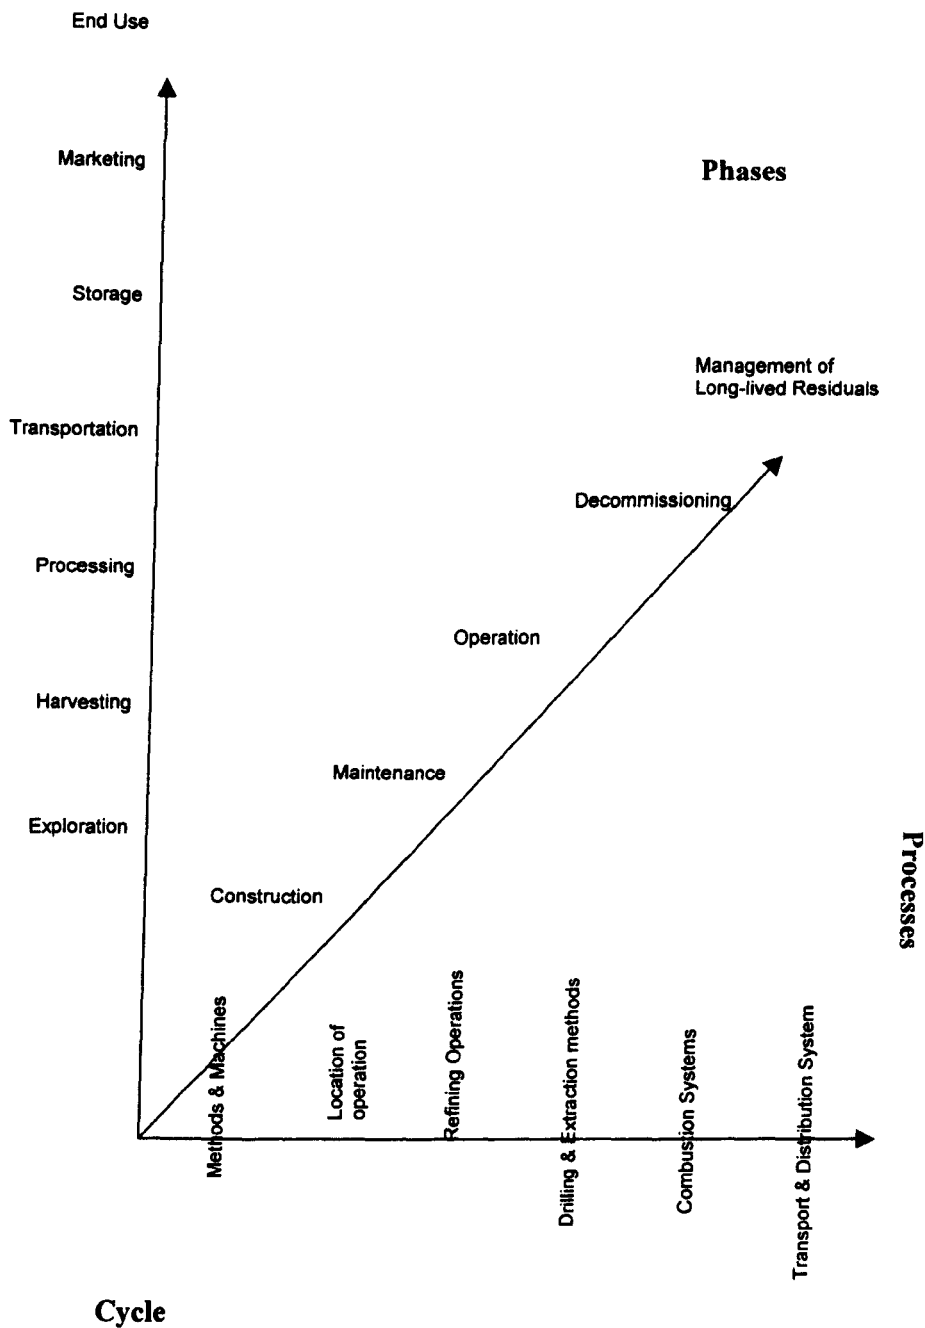 End Use
Marketing
Phases
Storage
Management of
Long-lived Residuals
Transportation
Decommissioning
Processing
Operation
Harvesting
Maintenance
Exploration
Processes
Construction
Methods & Machines
Location of
operation
Refining Operations
Drilling & Extraction methods
Combustion Systems
Transport & Distribution System
Cycle